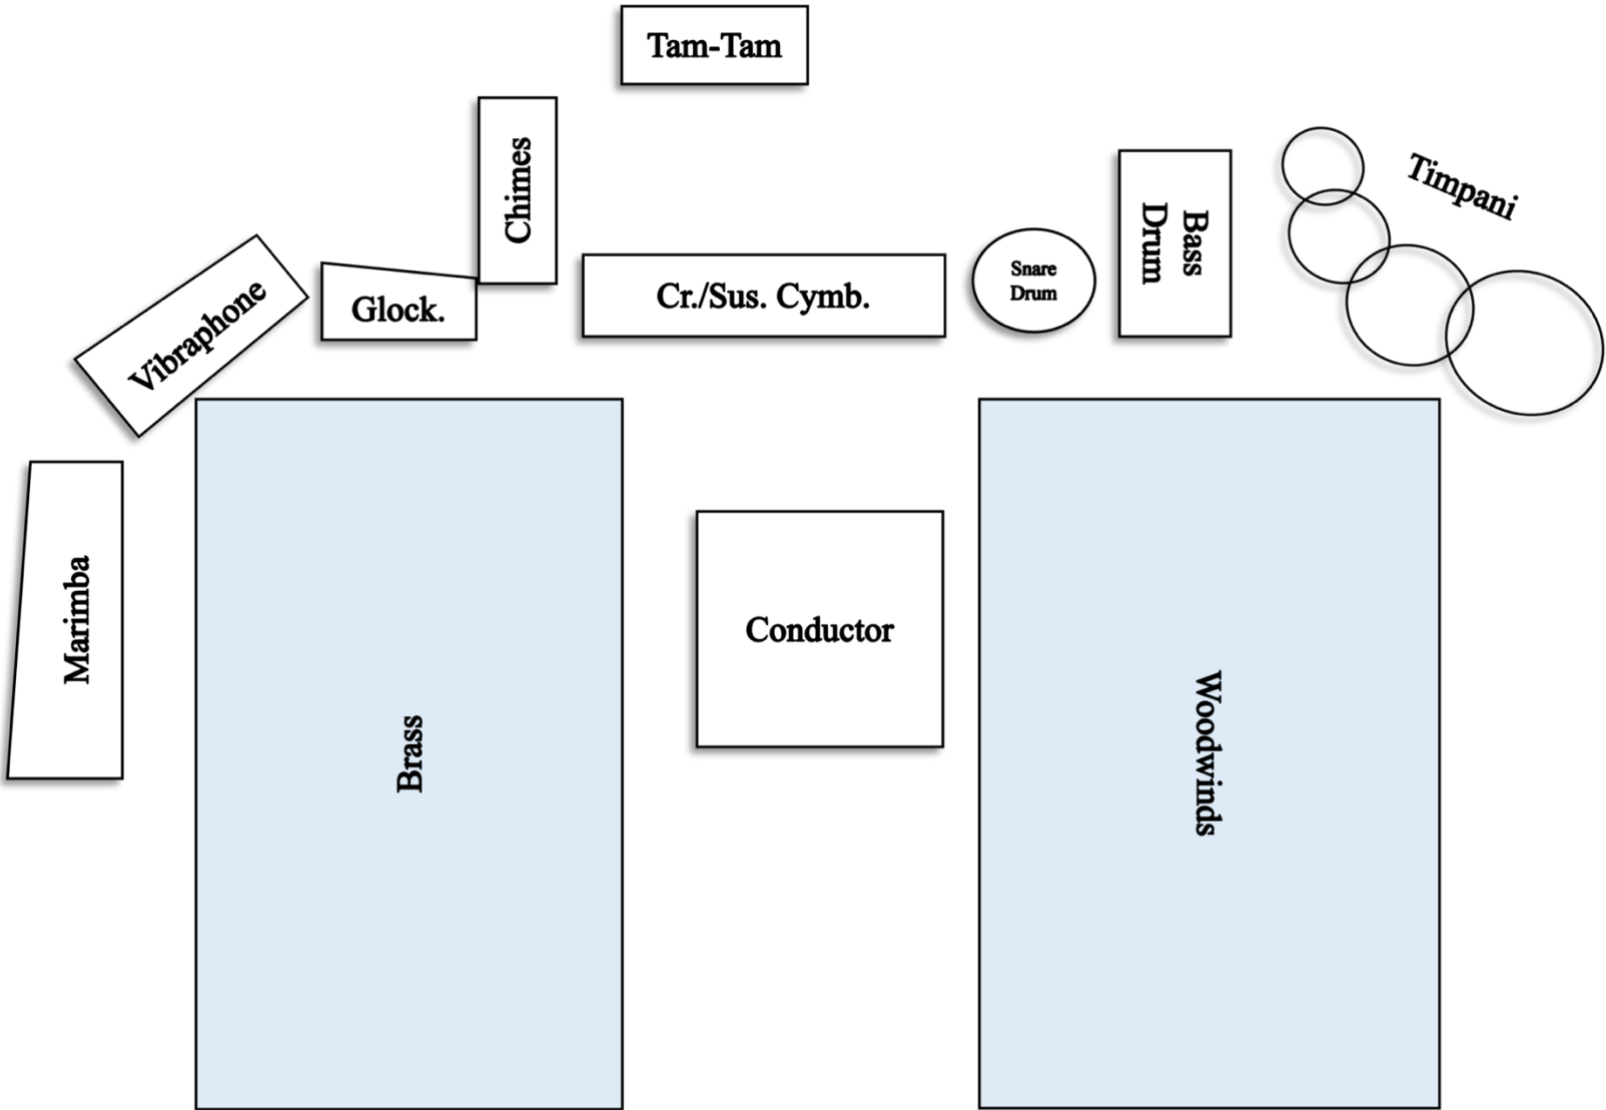 Tam-Tam
Chimes
Timpani
Bass
Drum
Snare
Drum
Cr./Sus. Cymb.
Glock.
Vibraphone
Marimba
Conductor
Brass
Woodwinds